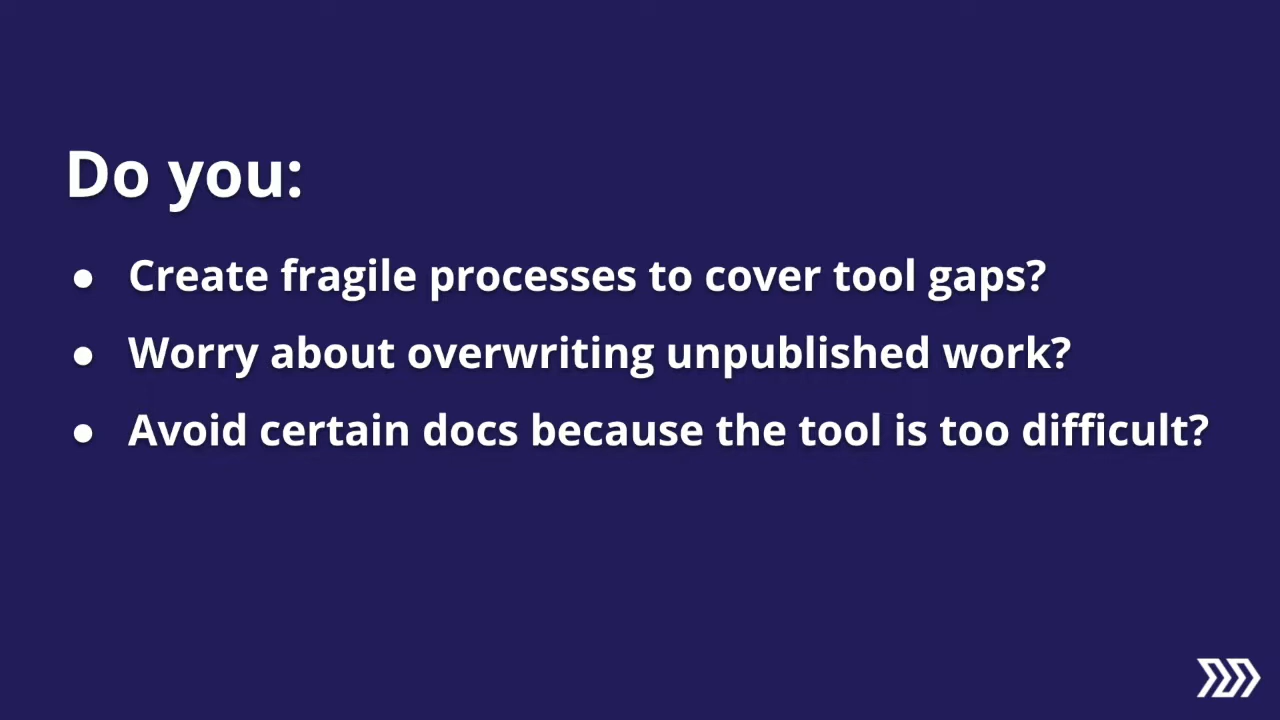 Do you:
● Create fragile processes to cover tool gaps?
● Worry about overwriting unpublished work?
● Avoid certain docs because the tool is too difficult?